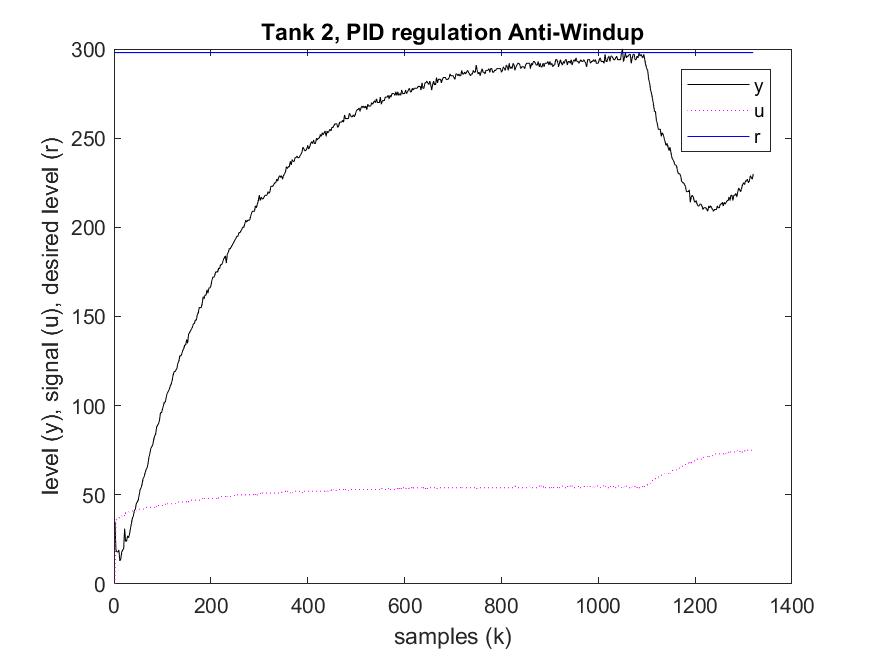 Tank 2, PID regulation Anti-Windup
level (y), signal (u), desired level (r)
300
250
200
150
100
50
0
y
u
r
0 200 400 600 800 1000 1200 1400
samples (k)